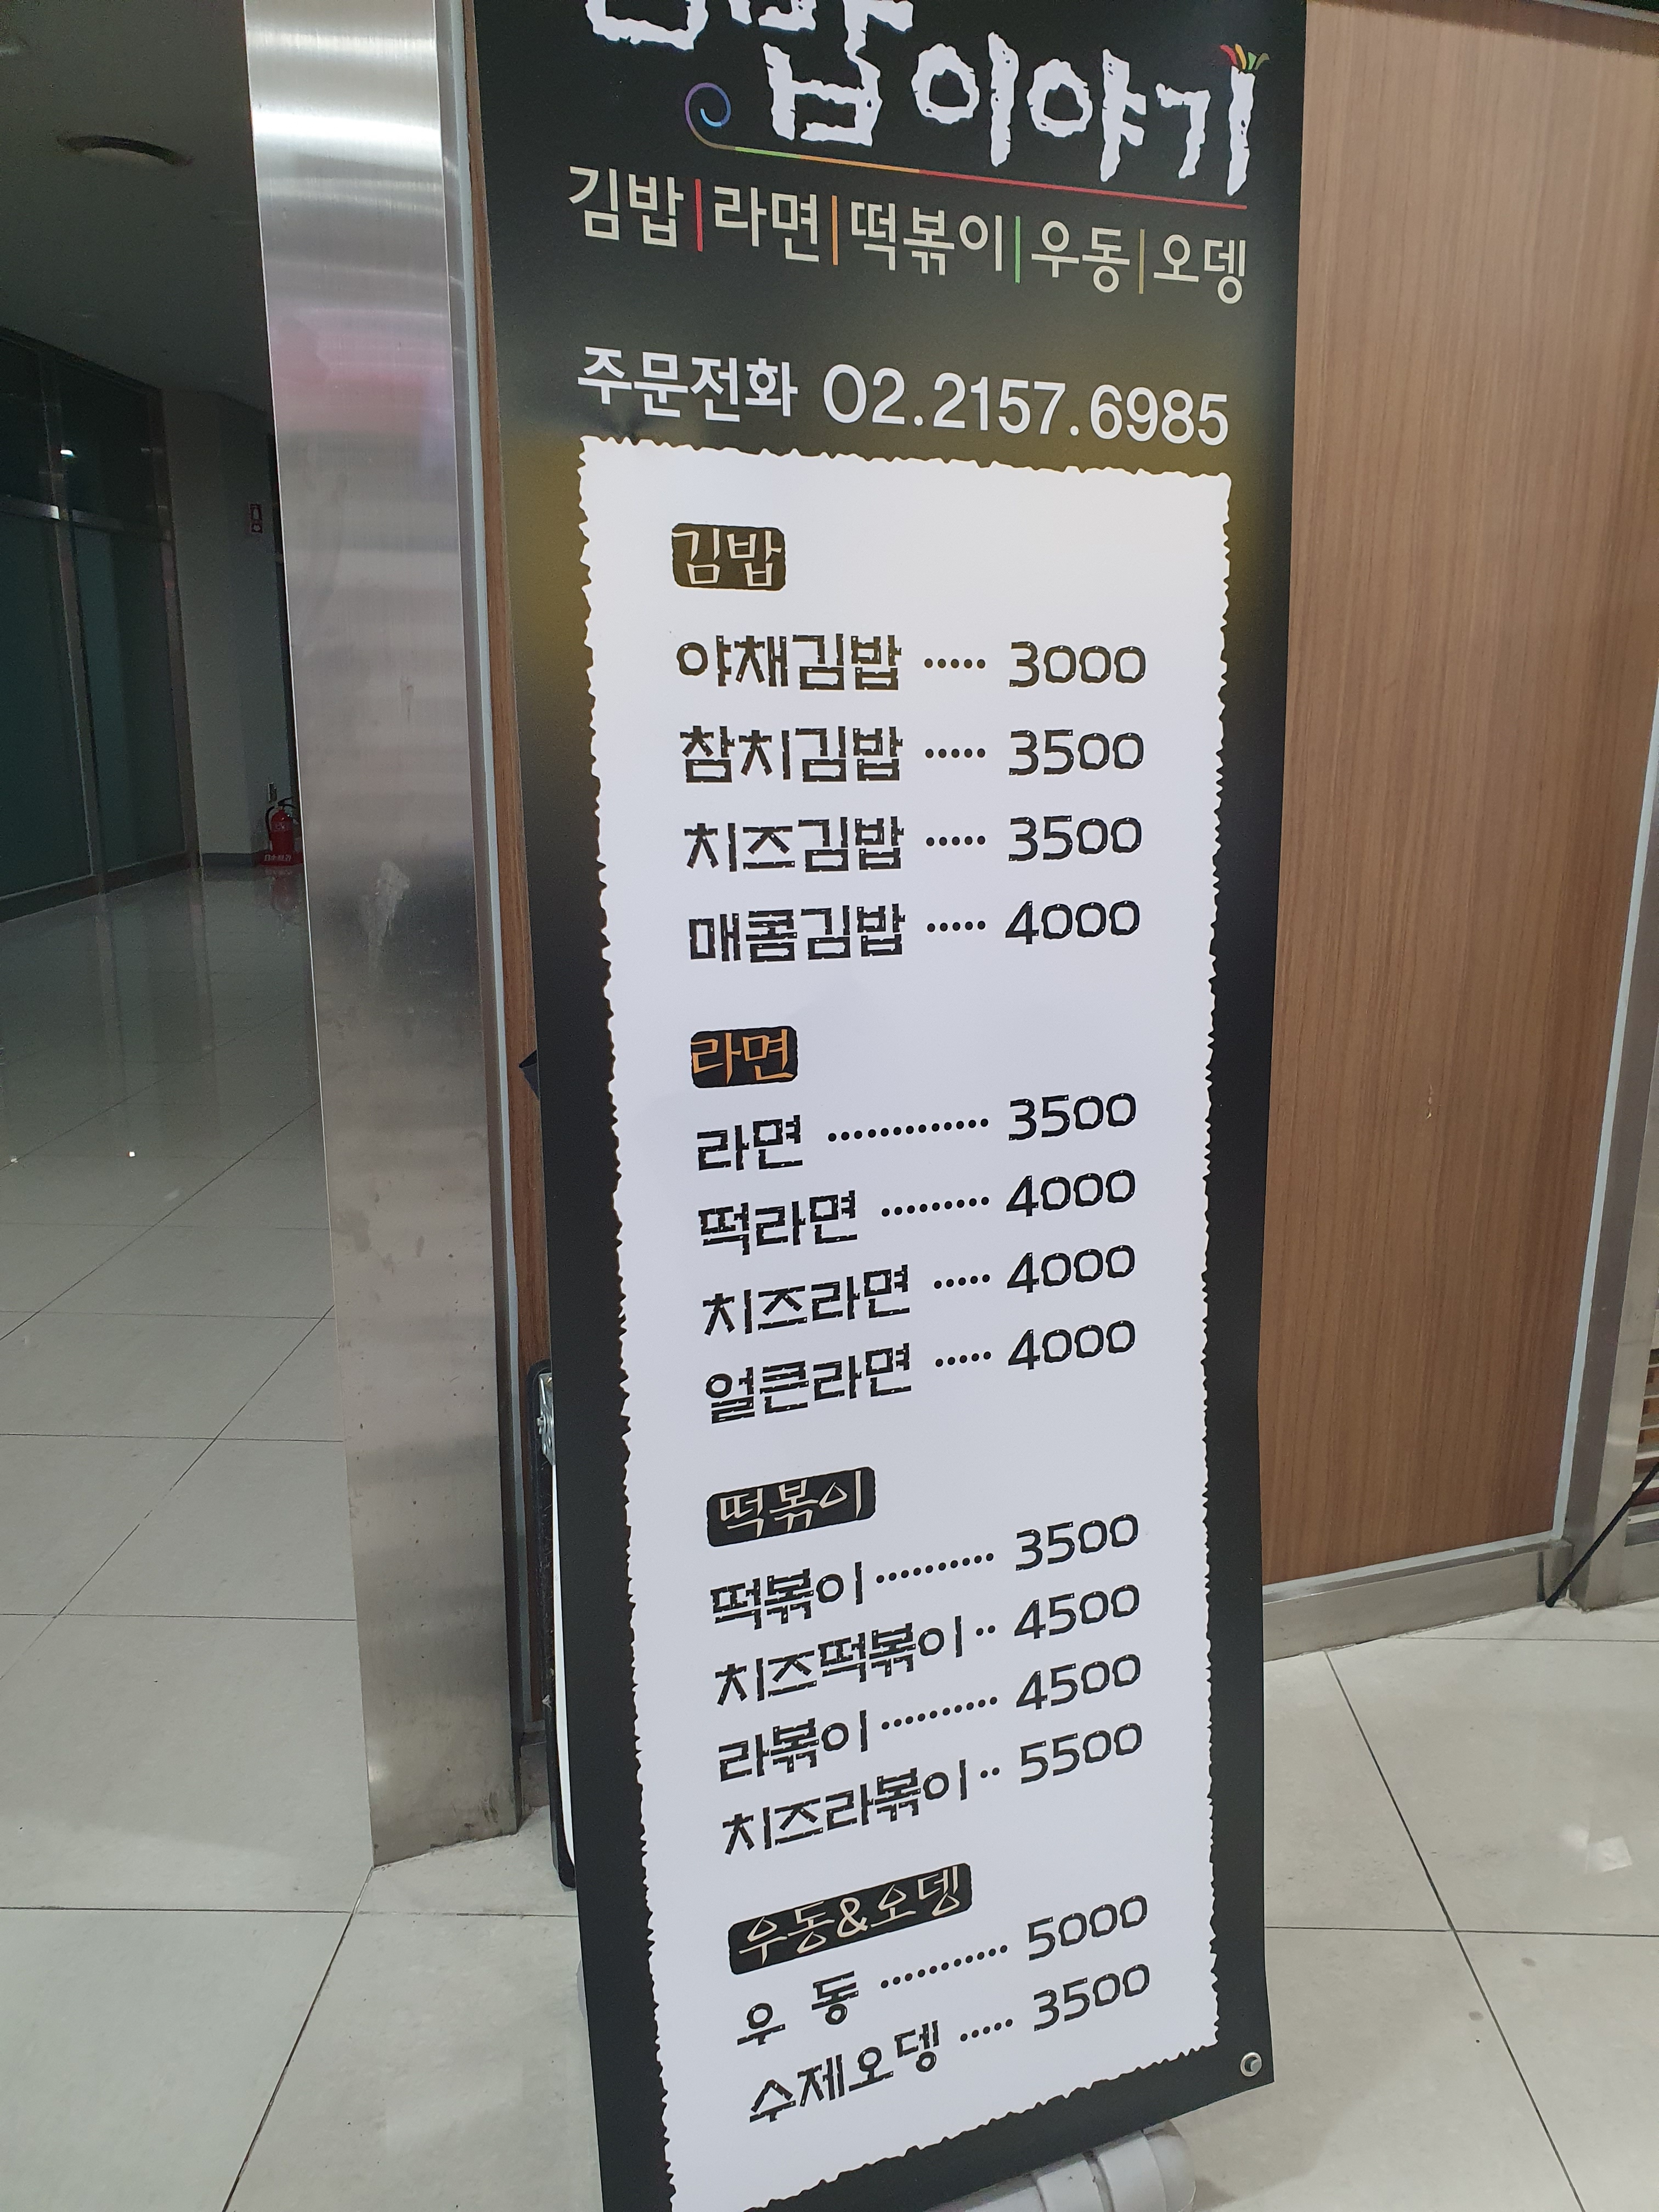 김밥이야기
김밥|라면|떡볶이|우동|오뎅
주문전화 02.2157.6985
김밥
야채김밥 ····· 3000
참치김밥 ····· 3500
치즈김밥 ····· 3500
매콤김밥 ····· 4000
라면
라면 ············· 3500
떡라면 ········· 4000
치즈라면 ····· 4000
얼큰라면 ····· 4000
떡볶이
떡볶이 ·········· 3500
치즈떡볶이 ·· 4500
라볶이 ·········· 4500
치즈라볶이 ·· 5500
우동&오뎅
우 동 ··········· 5000
수제오뎅 ····· 3500